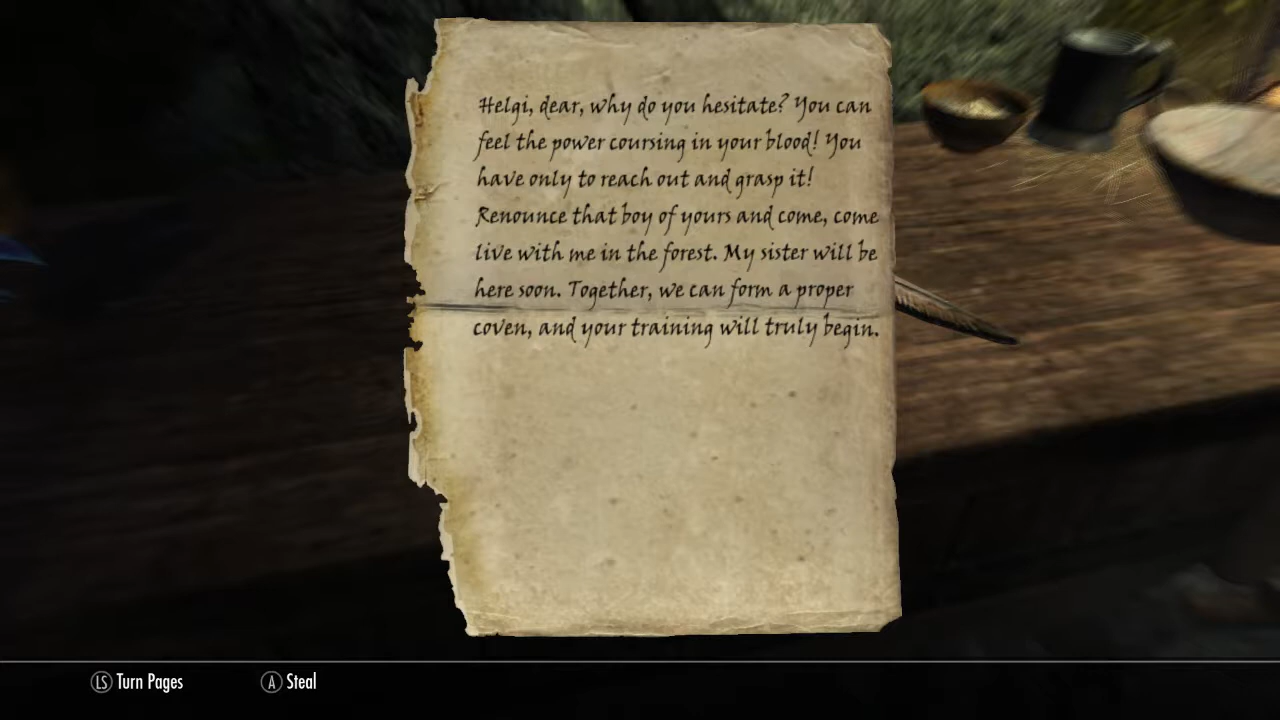 Helgi, dear, why do you hesitate? You can
feel the power coursing in your blood! You
have only to reach out and grasp it!
Renounce that boy of yours and come, come
live with me in the forest. My sister will be
here soon. Together, we can form a proper
coven, and your training will truly begin.
LS Turn Pages
A Steal